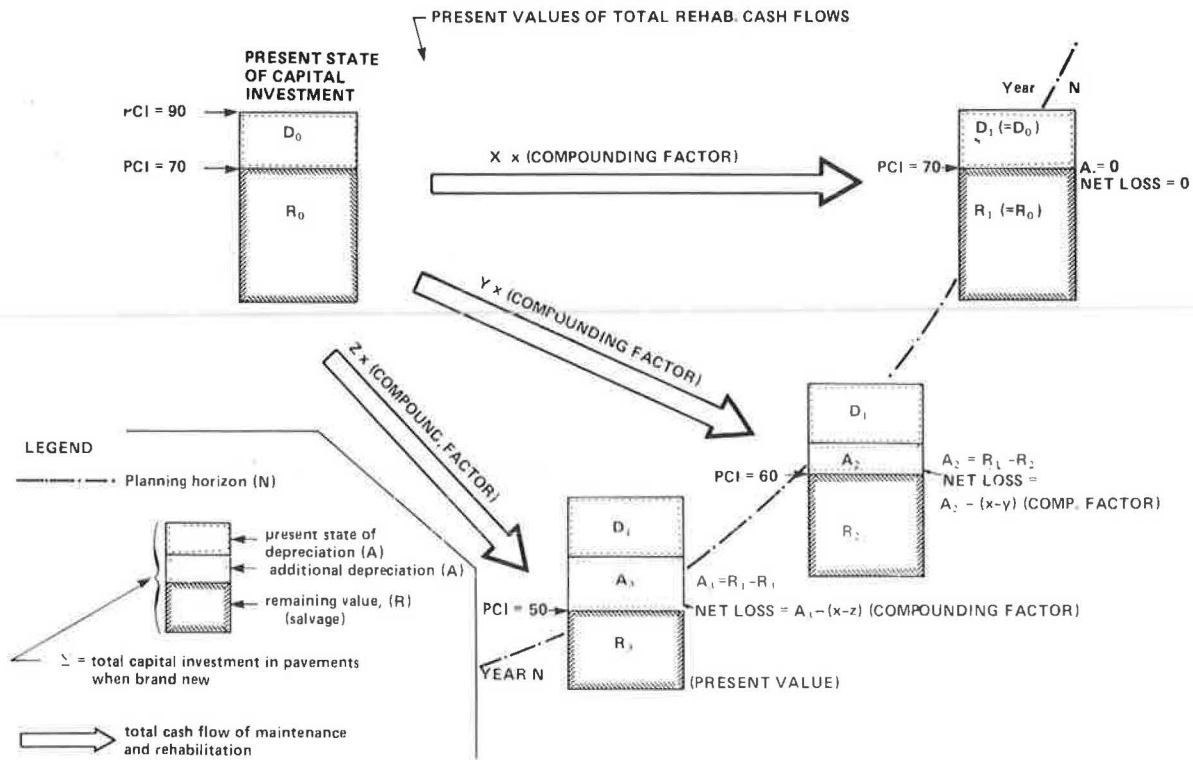 PRESENT VALUES OF TOTAL REHAB. CASH FLOWS
PRESENT STATE
OF CAPITAL
INVESTMENT
PCI = 90
D₀
PCI = 70
R₀
X x (COMPOUNDING FACTOR)
Year N
D₁ (=D₀)
PCI = 70
A.=0
NET LOSS = 0
R₁ (=R₀)
Y x (COMPOUNDING FACTOR)
Z x (COMPOUNC. FACTOR)
D₁
A₂
PCI = 60
R₂
A₂ = R₁ -R₂
NET LOSS =
A₂ - (x-y) (COMP. FACTOR)
D₁
A₃
PCI = 50
R₃
A₃=R₁-R₃
NET LOSS = A₃-(x-z) (COMPOUNDING FACTOR)
YEAR N
(PRESENT VALUE)
LEGEND
Planning horizon (N)
present state of
depreciation (A)
additional depreciation (A)
remaining value, (R)
(salvage)
Σ = total capital investment in pavements
when brand new
total cash flow of maintenance
and rehabilitation